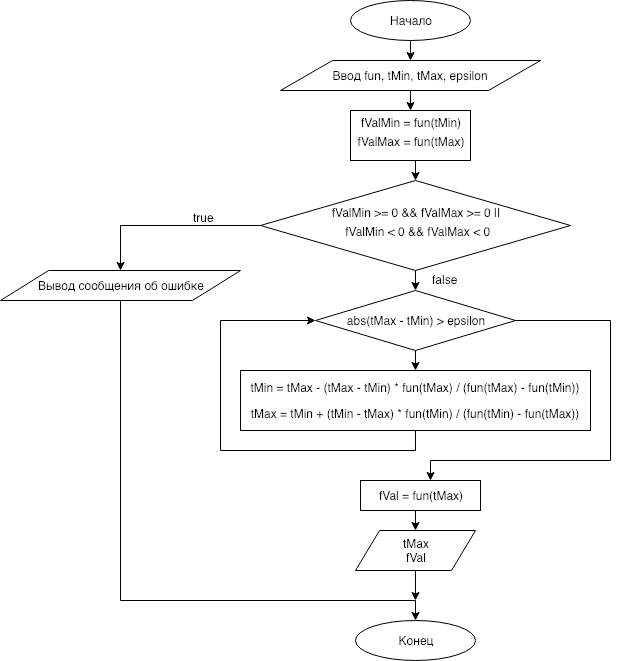 Начало
Ввод fun, tMin, tMax, epsilon
fValMin = fun(tMin)
fValMax = fun(tMax)
fValMin >= 0 && fValMax >= 0 II
fValMin < 0 && fValMax < 0
true
false
Вывод сообщения об ошибке
abs(tMax - tMin) > epsilon
tMin = tMax - (tMax - tMin) * fun(tMax) / (fun(tMax) - fun(tMin))
tMax = tMin + (tMin - tMax) * fun(tMin) / (fun(tMin) - fun(tMax))
fVal = fun(tMax)
tMax
fVal
Конец